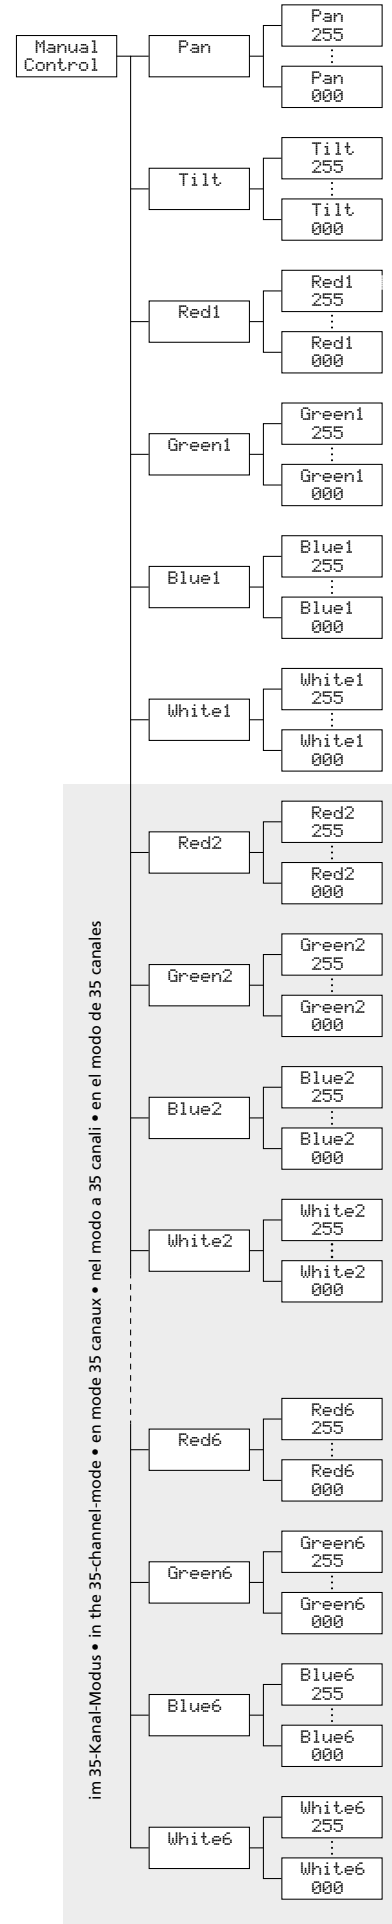 Manual
Control
Pan
Pan
255
Pan
000
Tilt
Tilt
255
Tilt
000
Red1
Red1
255
Red1
000
Green1
Green1
255
Green1
000
Blue1
Blue1
255
Blue1
000
White1
White1
255
White1
000
im 35-Kanal-Modus • in the 35-channel-mode • en mode 35 canaux • nel modo a 35 canali • en el modo de 35 canales
Red2
Red2
255
Red2
000
Green2
Green2
255
Green2
000
Blue2
Blue2
255
Blue2
000
White2
White2
255
White2
000
Red6
Red6
255
Red6
000
Green6
Green6
255
Green6
000
Blue6
Blue6
255
Blue6
000
White6
White6
255
White6
000